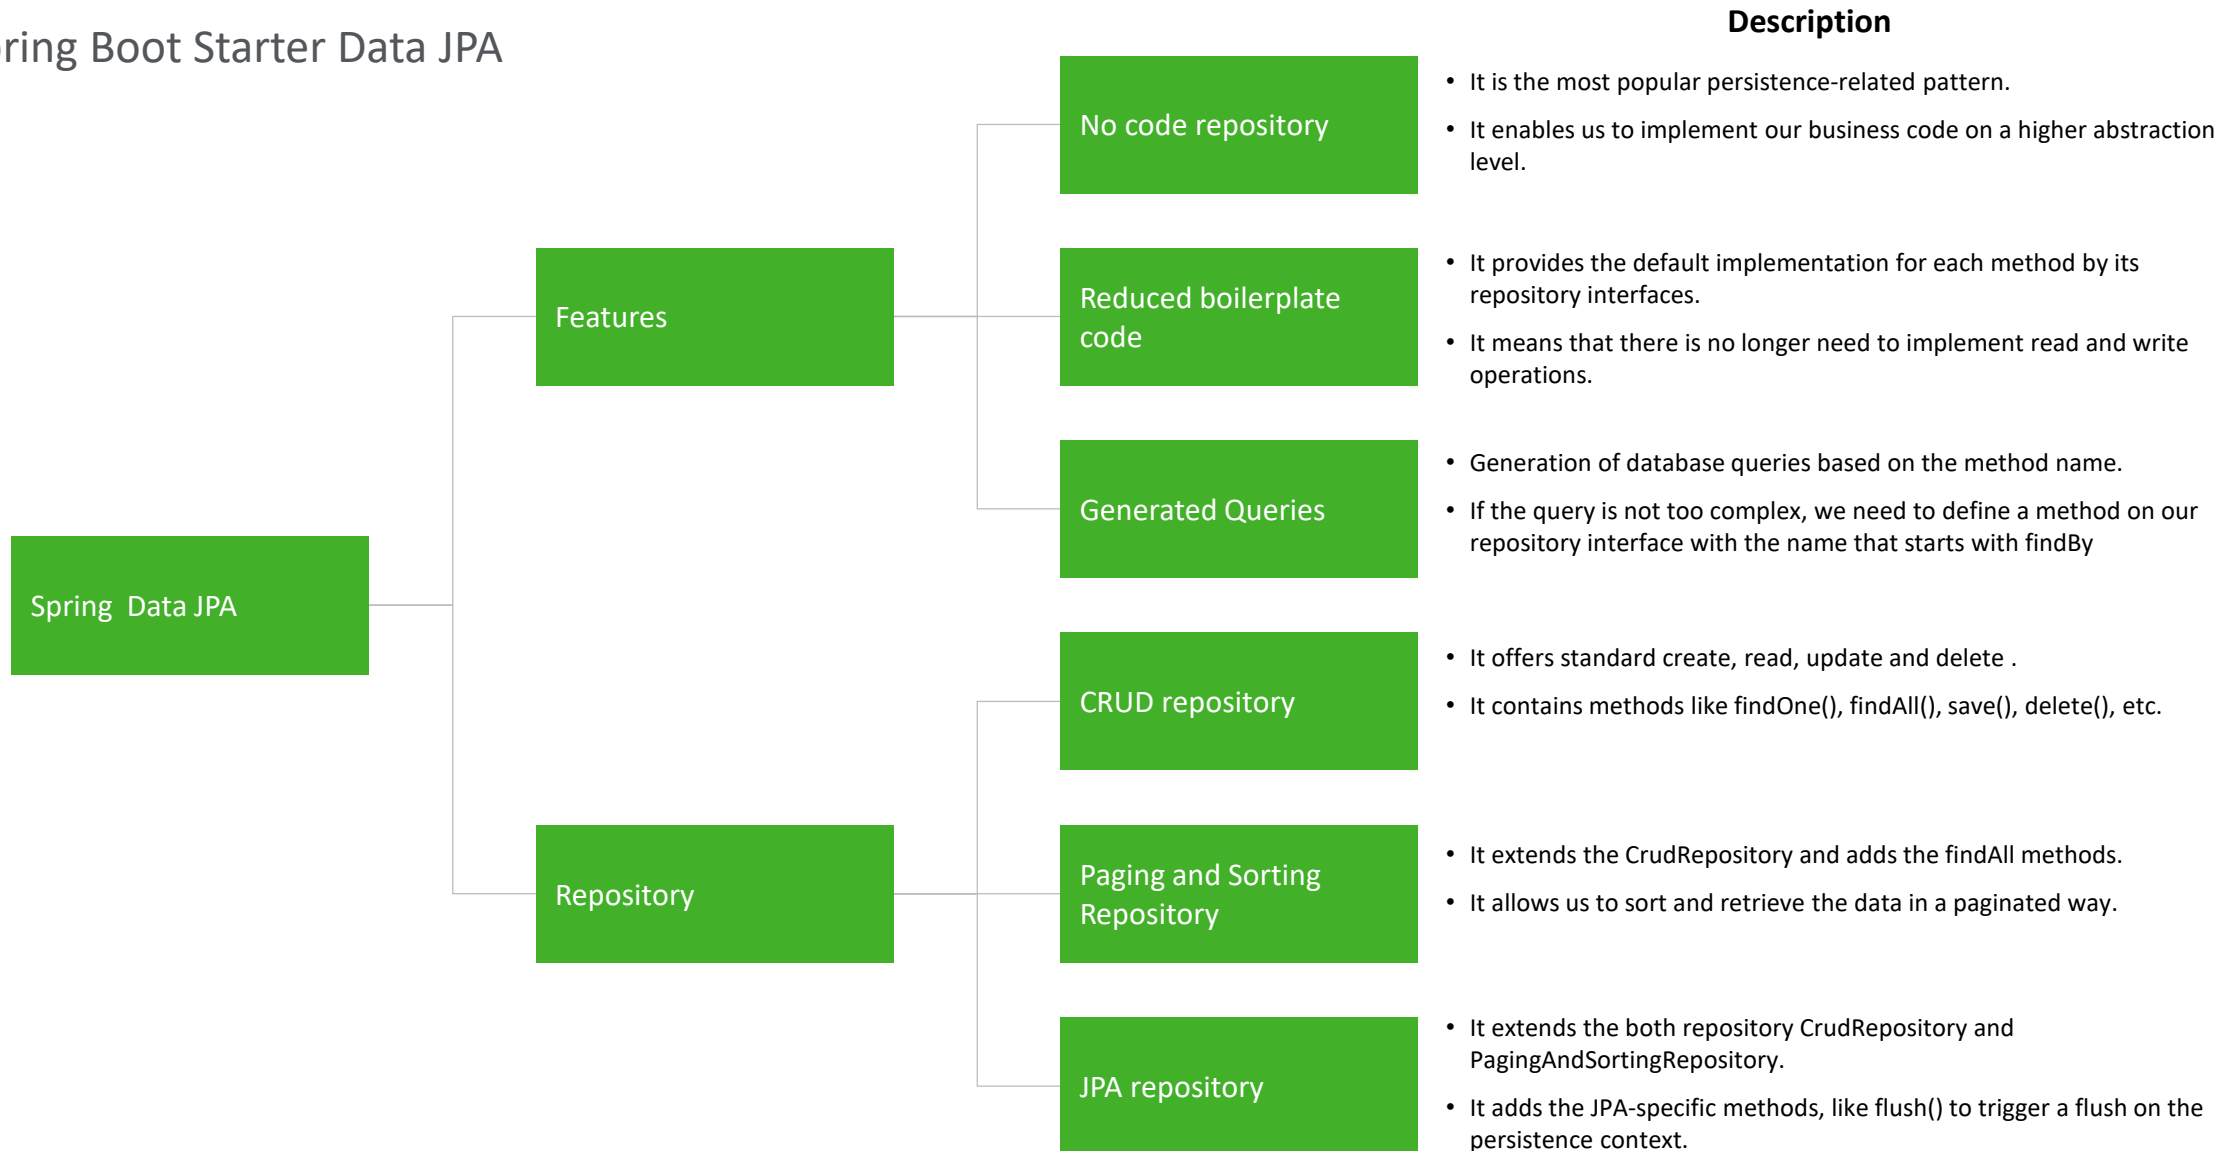 ring Boot Starter Data JPA
Description
Spring Data JPA
Features
No code repository
• It is the most popular persistence-related pattern.
• It enables us to implement our business code on a higher abstraction
level.
Reduced boilerplate
code
• It provides the default implementation for each method by its
repository interfaces.
• It means that there is no longer need to implement read and write
operations.
Generated Queries
• Generation of database queries based on the method name.
• If the query is not too complex, we need to define a method on our
repository interface with the name that starts with findBy
Repository
CRUD repository
• It offers standard create, read, update and delete .
• It contains methods like findOne(), findAll(), save(), delete(), etc.
Paging and Sorting
Repository
• It extends the CrudRepository and adds the findAll methods.
• It allows us to sort and retrieve the data in a paginated way.
JPA repository
• It extends the both repository CrudRepository and
PagingAndSortingRepository.
• It adds the JPA-specific methods, like flush() to trigger a flush on the
persistence context.